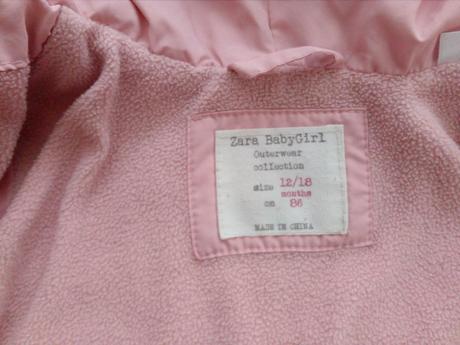 Zara BabyGirl
Outerwear
collection
size 12/18
months
cm 86
MADE IN CHINA